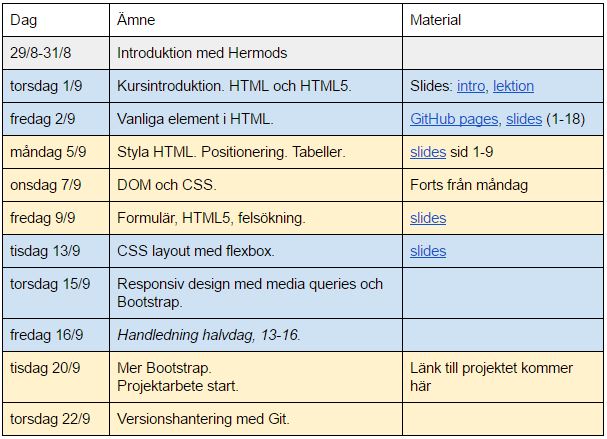 Dag Ämne Material
29/8-31/8 Introduktion med Hermods
torsdag 1/9 Kursintroduktion. HTML och HTML5. Slides: intro, lektion
fredag 2/9 Vanliga element i HTML. GitHub pages, slides (1-18)
måndag 5/9 Styla HTML. Positionering. Tabeller. slides sid 1-9
onsdag 7/9 DOM och CSS. Forts från måndag
fredag 9/9 Formulär, HTML5, felsökning. slides
tisdag 13/9 CSS layout med flexbox. slides
torsdag 15/9 Responsiv design med media queries och
Bootstrap.
fredag 16/9 Handledning halvdag, 13-16.
tisdag 20/9 Mer Bootstrap. Länk till projektet kommer
Projektarbete start. här
torsdag 22/9 Versionshantering med Git.